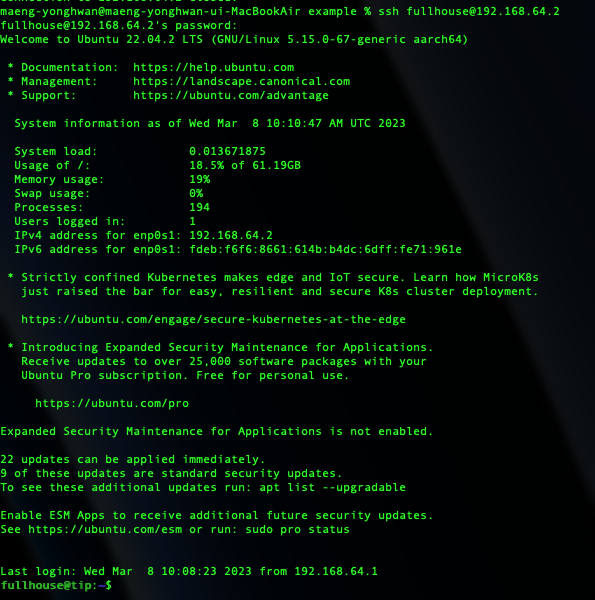 maeng-yonghwan@maeng-yonghwan-ui-MacBookAir example % ssh fullhouse@192.168.64.2
fullhouse@192.168.64.2's password:
Welcome to Ubuntu 22.04.2 LTS (GNU/Linux 5.15.0-67-generic aarch64)
* Documentation:  https://help.ubuntu.com
* Management:     https://landscape.canonical.com
* Support:        https://ubuntu.com/advantage
System information as of Wed Mar  8 10:10:47 AM UTC 2023
System load:             0.013671875
Usage of /:              18.5% of 61.19GB
Memory usage:            19%
Swap usage:              0%
Processes:               194
Users logged in:         1
IPv4 address for enp0s1: 192.168.64.2
IPv6 address for enp0s1: fdeb:f6f6:8661:614b:b4dc:6dff:fe71:961e
* Strictly confined Kubernetes makes edge and IoT secure. Learn how MicroK8s
just raised the bar for easy, resilient and secure K8s cluster deployment.
https://ubuntu.com/engage/secure-kubernetes-at-the-edge
* Introducing Expanded Security Maintenance for Applications.
Receive updates to over 25,000 software packages with your
Ubuntu Pro subscription. Free for personal use.
https://ubuntu.com/pro
Expanded Security Maintenance for Applications is not enabled.
22 updates can be applied immediately.
9 of these updates are standard security updates.
To see these additional updates run: apt list --upgradable
Enable ESM Apps to receive additional future security updates.
See https://ubuntu.com/esm or run: sudo pro status
Last login: Wed Mar  8 10:08:23 2023 from 192.168.64.1
fullhouse@tip:~$